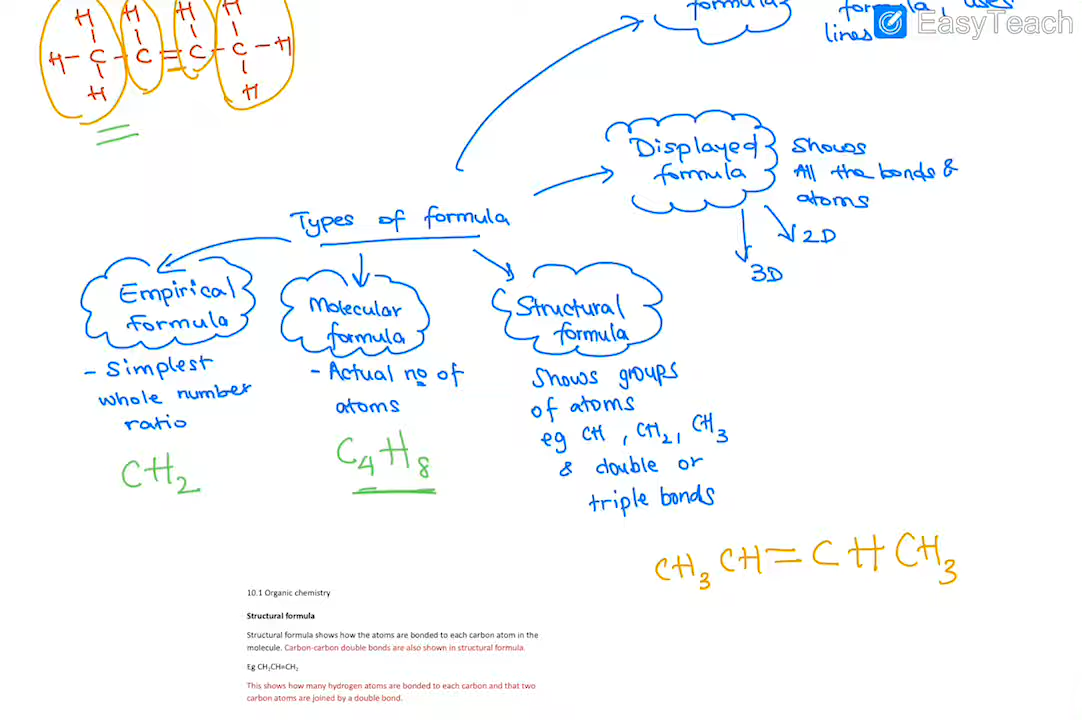 formula
formula, uses
lines
EasyTeach
H H H H
H-C-C=C-C-H
H H
Displayed
formula
Shows
All the bonds &
atoms
2D
3D
Types of formula
Empirical
formula
- Simplest
whole number
ratio
CH2
Molecular
formula
- Actual no of
atoms
C4H8
Structural
formula
Shows groups
of atoms
eg CH, CH2, CH3
& double or
triple bonds
CH3CH=CHCH3
10.1 Organic chemistry
Structural formula
Structural formula shows how the atoms are bonded to each carbon atom in the
molecule. Carbon-carbon double bonds are also shown in structural formula.
Eg CH3CH=CH2
This shows how many hydrogen atoms are bonded to each carbon and that two
carbon atoms are joined by a double bond.